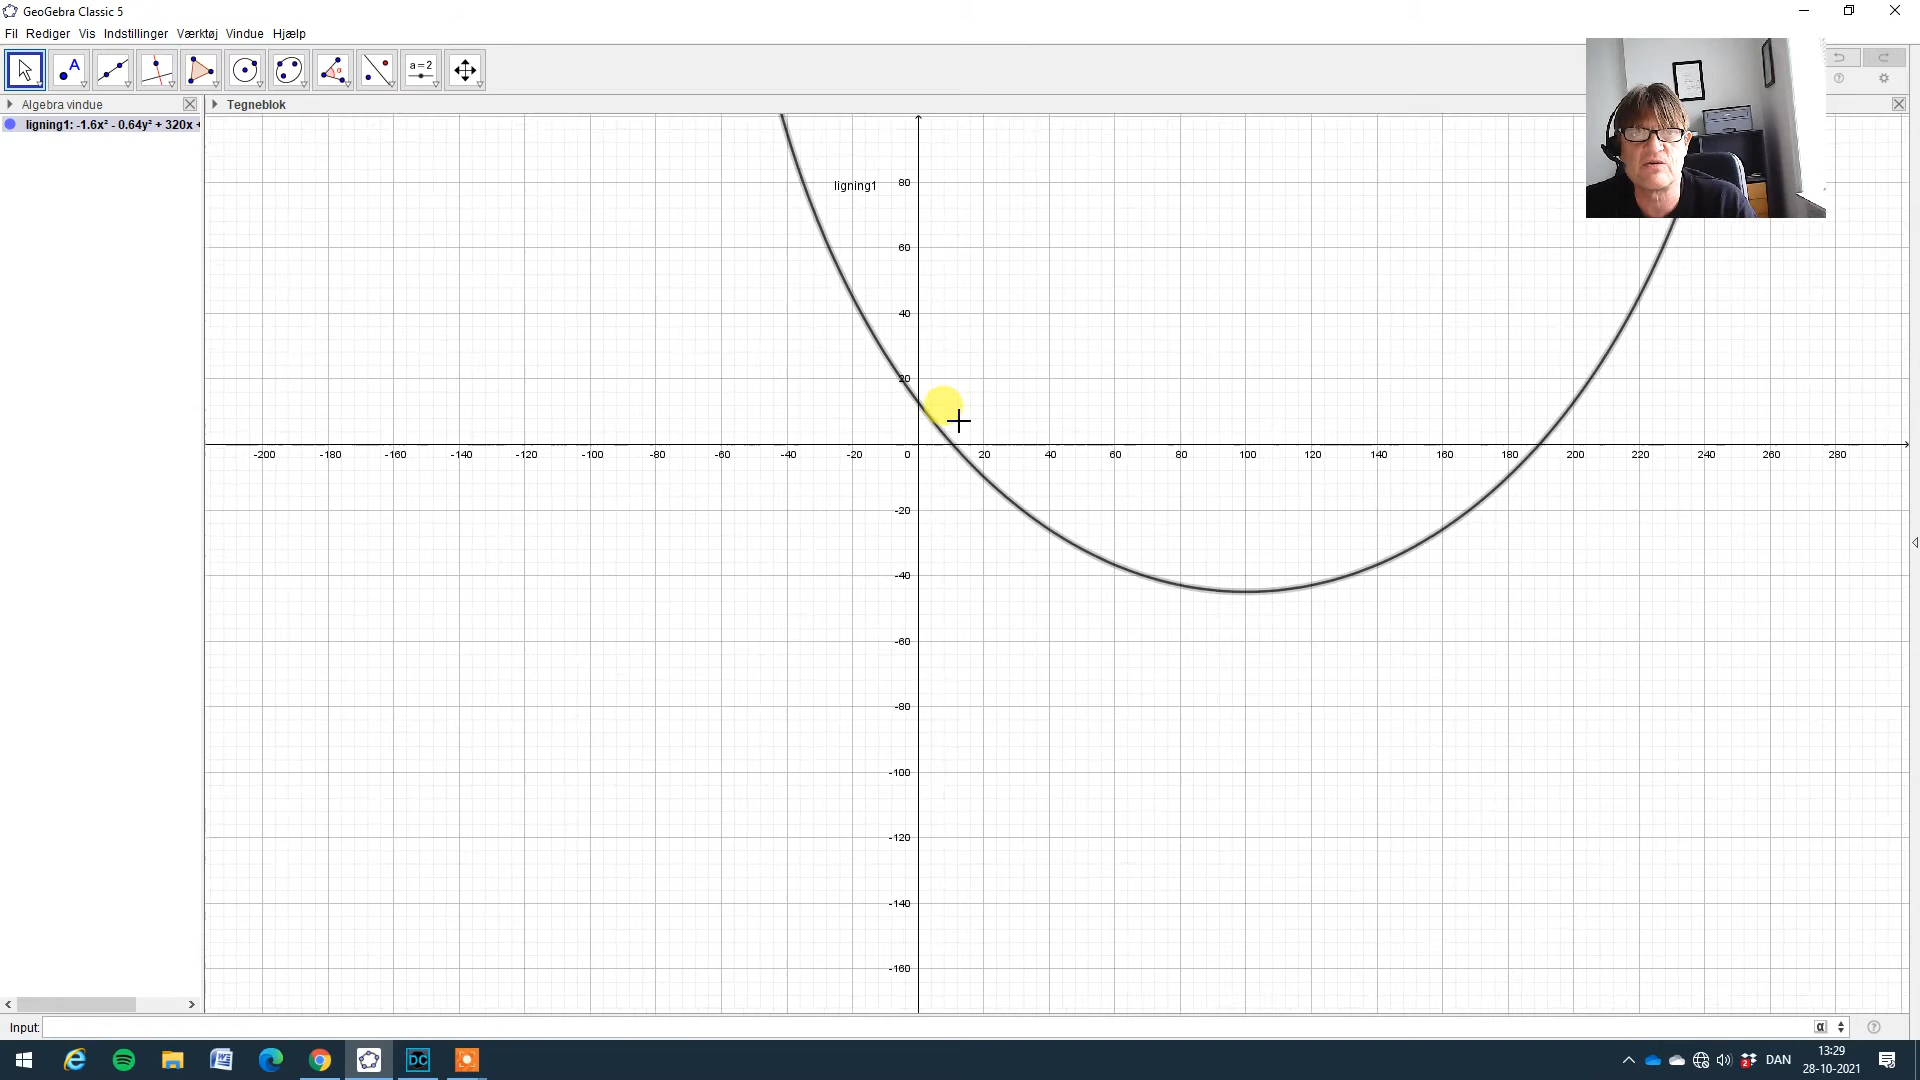 GeoGebra Classic 5
Fil Rediger Vis Indstillinger Værktøj Vindue Hjælp
A
α
a=2
Algebra vindue
Tegneblok
ligning1: -1.6x² - 0.64y² + 320x +
ligning1
80
60
40
20
-200 -180 -160 -140 -120 -100 -80 -60 -40 -20 0 20 40 60 80 100 120 140 160 180 200 220 240 260 280
-20
-40
-60
-80
-100
-120
-140
-160
Input:
α
DC
DAN
13:29
28-10-2021